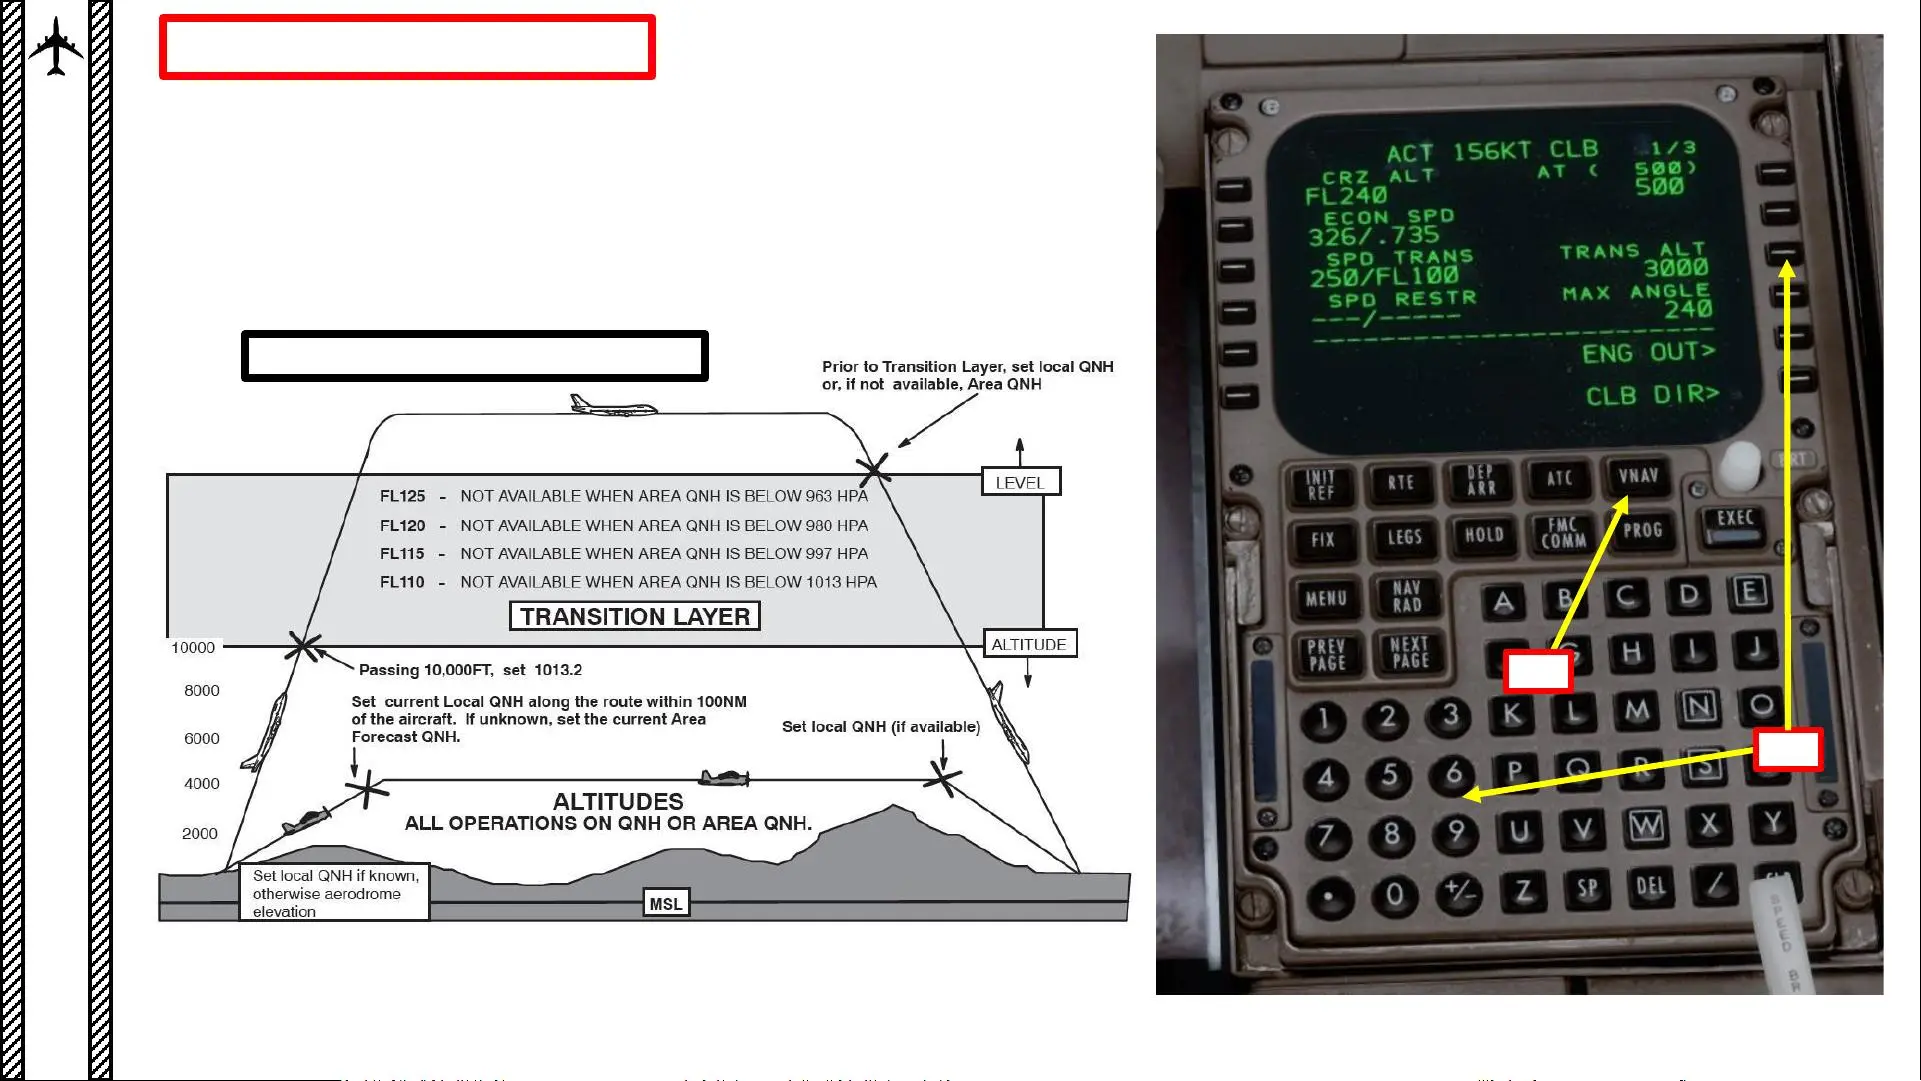 Prior to Transition Layer, set local QNH
or, if not available, Area QNH
LEVEL
FL125 - NOT AVAILABLE WHEN AREA QNH IS BELOW 963 HPA
FL120 - NOT AVAILABLE WHEN AREA QNH IS BELOW 980 HPA
FL115 - NOT AVAILABLE WHEN AREA QNH IS BELOW 997 HPA
FL110 - NOT AVAILABLE WHEN AREA QNH IS BELOW 1013 HPA
TRANSITION LAYER
ALTITUDE
10000
Passing 10,000FT, set 1013.2
8000
Set current Local QNH along the route within 100NM
of the aircraft. If unknown, set the current Area
Forecast QNH.
Set local QNH (if available)
6000
4000
ALTITUDES
ALL OPERATIONS ON QNH OR AREA QNH.
2000
Set local QNH if known,
otherwise aerodrome
elevation
MSL
ACT 156KT CLB 1/3
CRZ ALT AT ( 500)
FL240 500
ECON SPD
326/.735
SPD TRANS TRANS ALT
250/FL100 3000
SPD RESTR MAX ANGLE
---/----- 240
ENG OUT>
CLB DIR>
BRT
INIT REF RTE DEP ARR ATC VNAV
FIX LEGS HOLD FMC COMM PROG EXEC
MENU NAV RAD A B C D E
PREV PAGE NEXT PAGE G H I J
1 2 3 K L M N O
4 5 6 P Q R S
7 8 9 U V W X Y
. 0 +/- Z SP DEL / CLR
SPEED BR